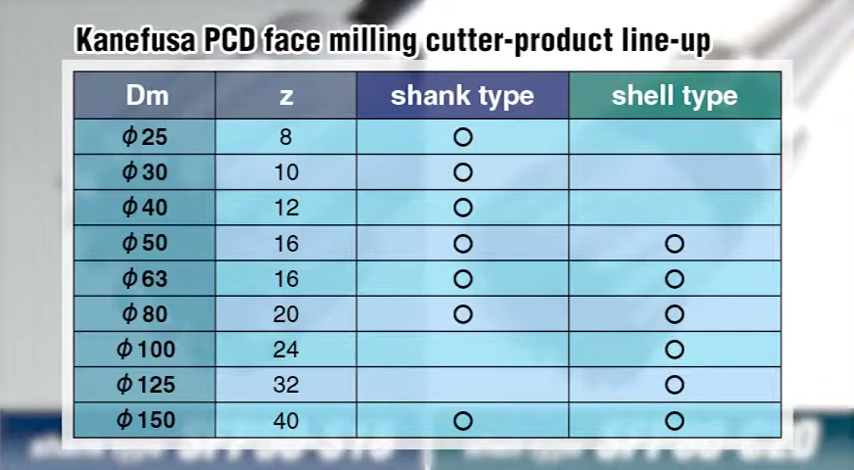 Kanefusa PCD face milling cutter-product line-up
Dm z shank type shell type
ϕ25 8 ○
ϕ30 10 ○
ϕ40 12 ○
ϕ50 16 ○ ○
ϕ63 16 ○ ○
ϕ80 20 ○ ○
ϕ100 24 ○
ϕ125 32 ○
ϕ150 40 ○ ○